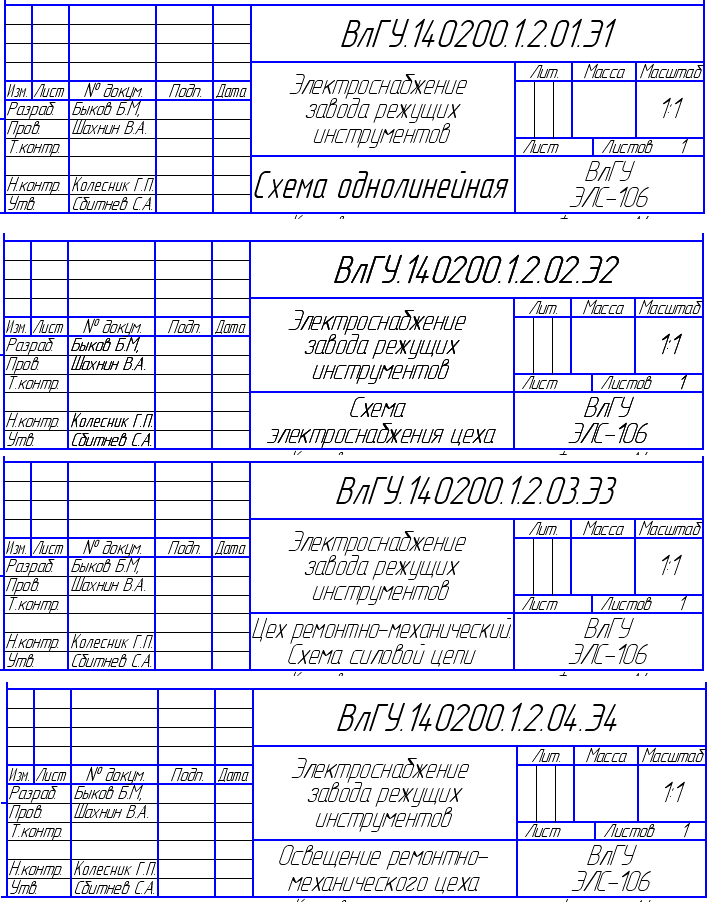 ВлГУ.140200.1.2.01.Э1
Изм. Лист № докум. Подп. Дата
Разраб. Быков Б.М,
Пров. Шахнин В.А.
Т.контр.
Н.контр. Колесник Г.П.
Утв. Сбитнев С.А.
Электроснабжение
завода режущих
инструментов
Схема однолинейная
Лит. Масса Масштаб
1:1
Лист Листов 1
ВлГУ
ЭЛС-106
ВлГУ.140200.1.2.02.Э2
Изм. Лист № докум. Подп. Дата
Разраб. Быков Б.М,
Пров. Шахнин В.А.
Т.контр.
Н.контр. Колесник Г.П.
Утв. Сбитнев С.А.
Электроснабжение
завода режущих
инструментов
Схема
электроснабжения цеха
Лит. Масса Масштаб
1:1
Лист Листов 1
ВлГУ
ЭЛС-106
ВлГУ.140200.1.2.03.Э3
Изм. Лист № докум. Подп. Дата
Разраб. Быков Б.М,
Пров. Шахнин В.А.
Т.контр.
Н.контр. Колесник Г.П.
Утв. Сбитнев С.А.
Электроснабжение
завода режущих
инструментов
Цех ремонтно-механический.
Схема силовой цепи
Лит. Масса Масштаб
1:1
Лист Листов 1
ВлГУ
ЭЛС-106
ВлГУ.140200.1.2.04.Э4
Изм. Лист № докум. Подп. Дата
Разраб. Быков Б.М,
Пров. Шахнин В.А.
Т.контр.
Н.контр. Колесник Г.П.
Утв. Сбитнев С.А.
Электроснабжение
завода режущих
инструментов
Освещение ремонтно-
механического цеха
Лит. Масса Масштаб
1:1
Лист Листов 1
ВлГУ
ЭЛС-106